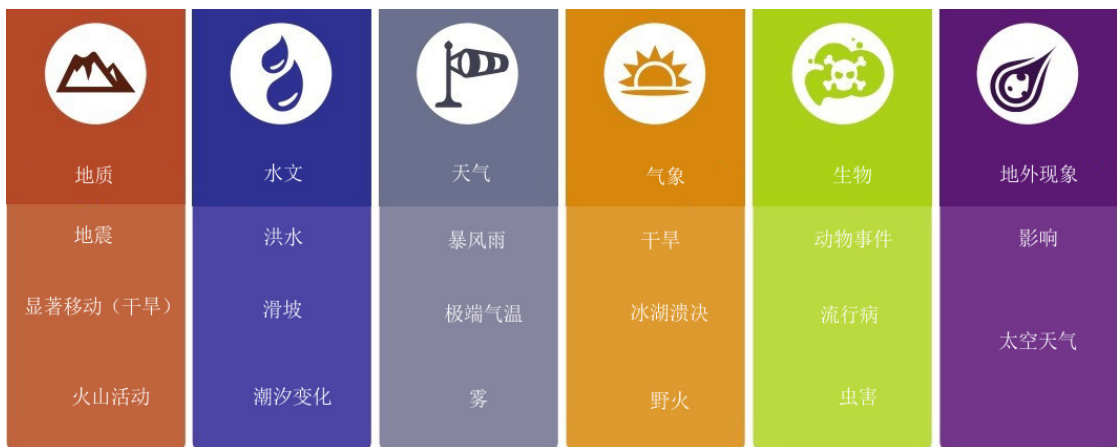 地质
地震
显著移动（干旱）
火山活动
水文
洪水
滑坡
潮汐变化
天气
暴风雨
极端气温
雾
气象
干旱
冰湖溃决
野火
生物
动物事件
流行病
虫害
地外现象
影响
太空天气